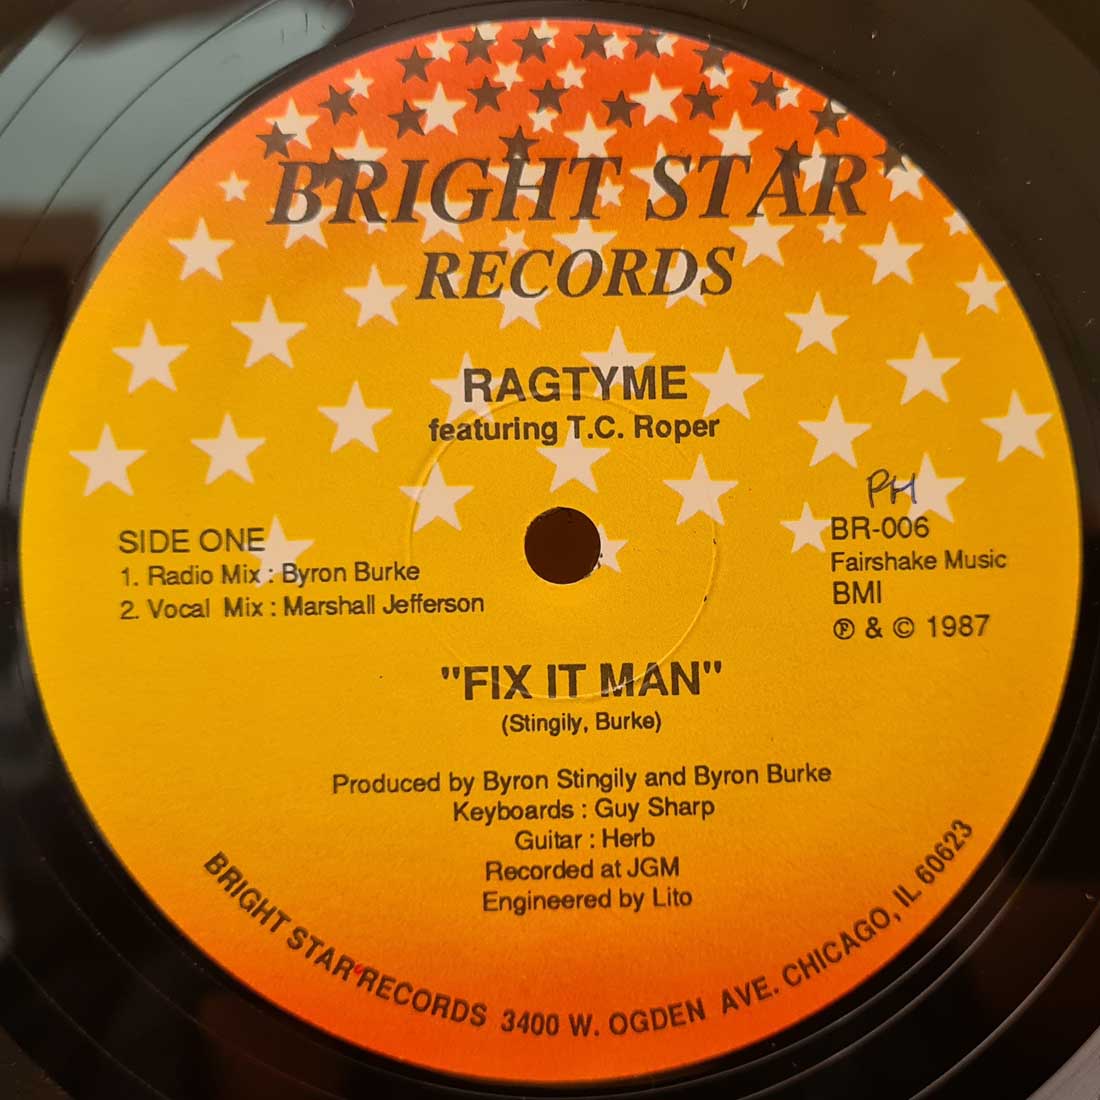 BRIGHT STAR
RECORDS
RAGTYME
featuring T.C. Roper
PH
SIDE ONE
1. Radio Mix : Byron Burke
2. Vocal Mix : Marshall Jefferson
BR-006
Fairshake Music
BMI
℗ & © 1987
"FIX IT MAN"
(Stingily, Burke)
Produced by Byron Stingily and Byron Burke
Keyboards : Guy Sharp
Guitar : Herb
Recorded at JGM
Engineered by Lito
BRIGHT STAR RECORDS 3400 W. OGDEN AVE. CHICAGO, IL 60623